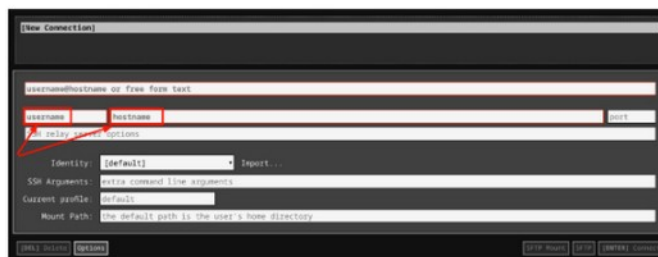 [New Connection]
username@hostname or free form text
username hostname port
SSH relay server options
Identity: [default] Import...
SSH Arguments: extra command line arguments
Current profile: default
Mount Path: the default path is the user's home directory
[DEL] Delete Options SFTP Mount SFTP [ENTER] Connect